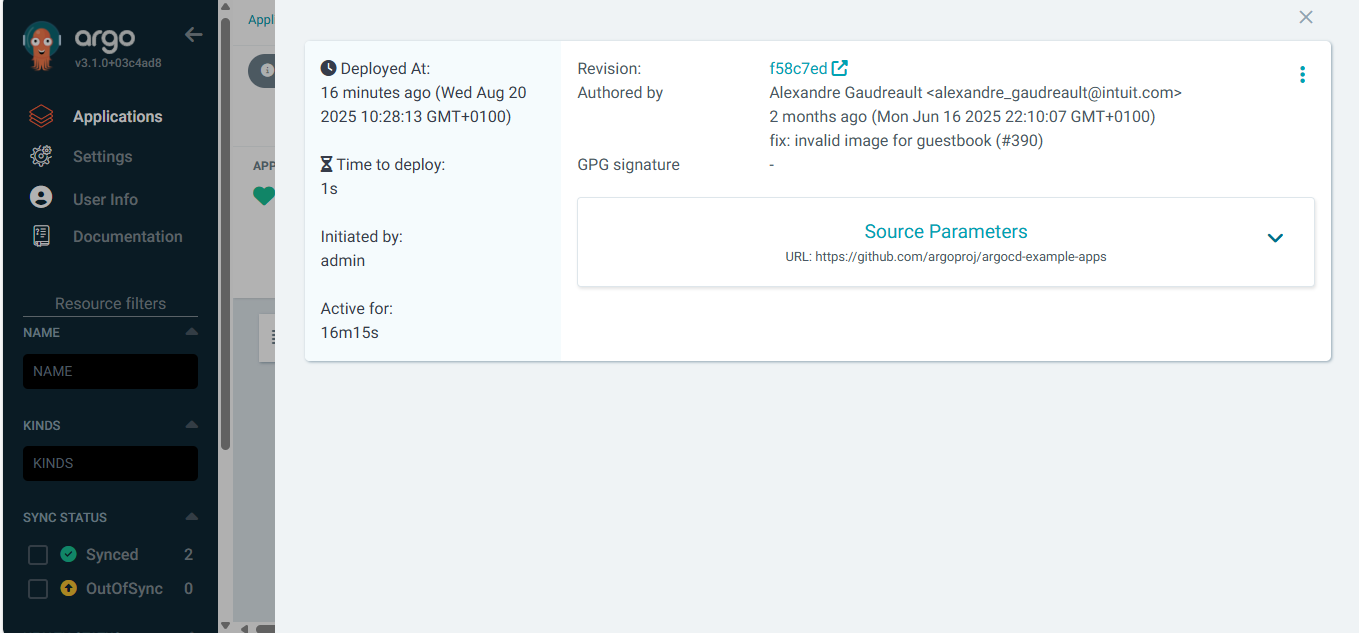 argo
v3.1.0+03c4ad8
Applications
Settings
User Info
Documentation
Resource filters
NAME
NAME
KINDS
KINDS
SYNC STATUS
Synced 2
OutOfSync 0
Appl
APP
Deployed At:
16 minutes ago (Wed Aug 20
2025 10:28:13 GMT+0100)
Time to deploy:
1s
Initiated by:
admin
Active for:
16m15s
Revision: f58c7ed
Authored by Alexandre Gaudreault <alexandre_gaudreault@intuit.com>
2 months ago (Mon Jun 16 2025 22:10:07 GMT+0100)
fix: invalid image for guestbook (#390)
GPG signature -
Source Parameters
URL: https://github.com/argoproj/argocd-example-apps